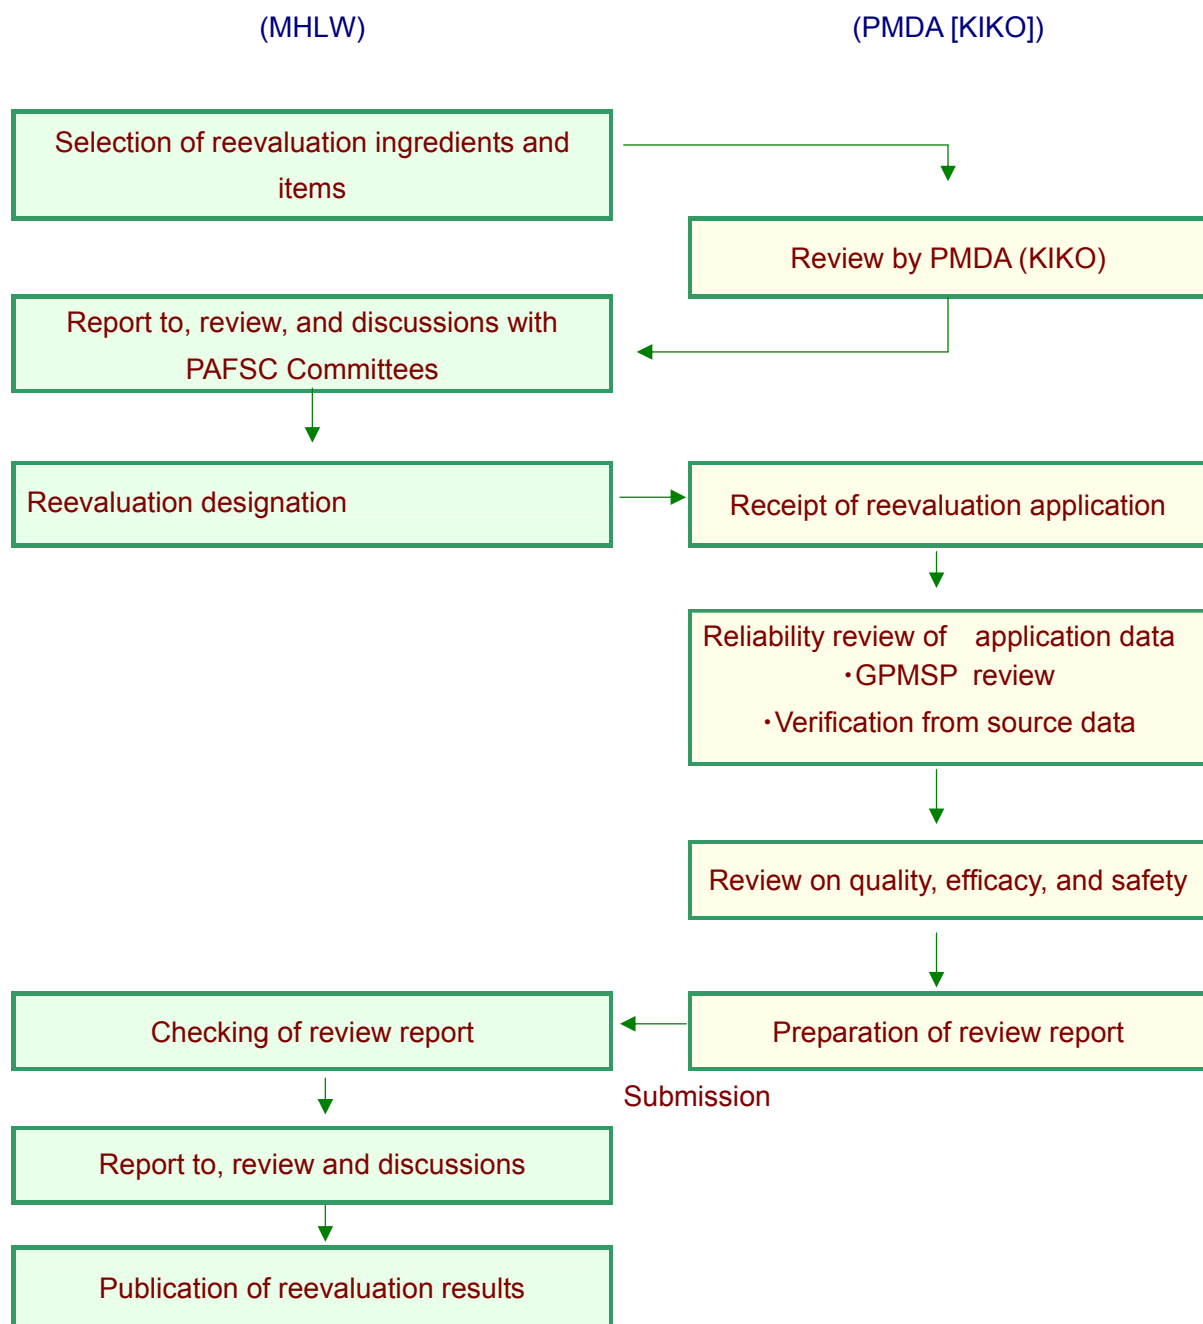 (MHLW)
(PMDA [KIKO])
Selection of reevaluation ingredients and
items
Review by PMDA (KIKO)
Report to, review, and discussions with
PAFSC Committees
Reevaluation designation
Receipt of reevaluation application
Reliability review of application data
・GPMSP review
・Verification from source data
Review on quality, efficacy, and safety
Checking of review report
Preparation of review report
Submission
Report to, review and discussions
Publication of reevaluation results